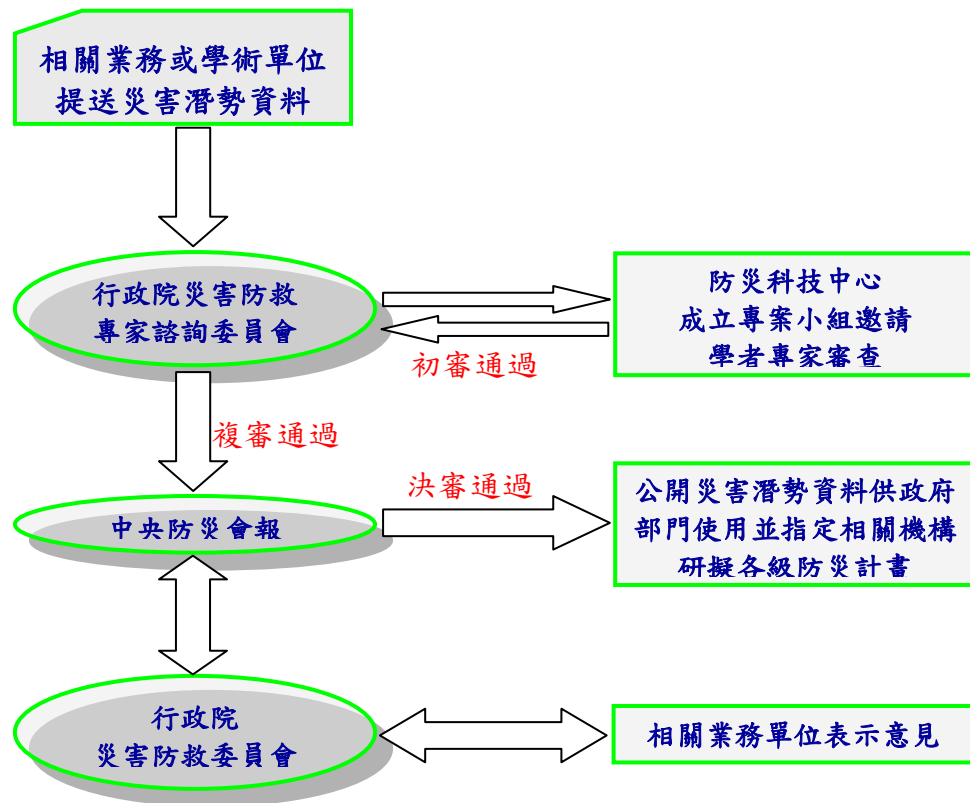 相關業務或學術單位
提送災害潛勢資料
行政院災害防救
專家諮詢委員會
防災科技中心
成立專案小組邀請
學者專家審查
初審通過
複審通過
中央防災會報
決審通過
公開災害潛勢資料供政府
部門使用並指定相關機構
研擬各級防災計畫
行政院
災害防救委員會
相關業務單位表示意見